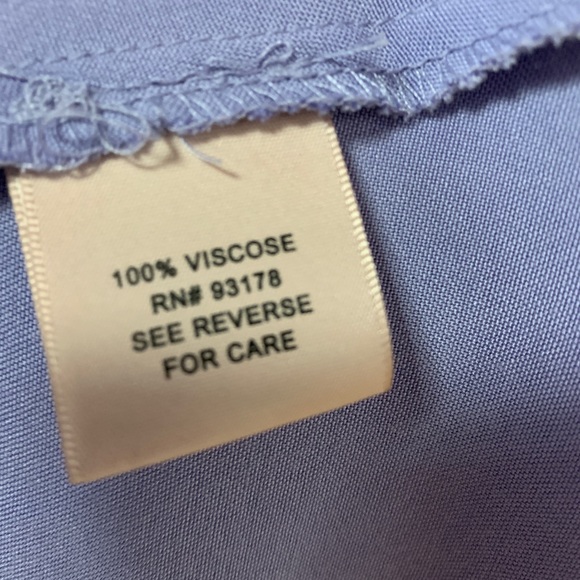 100% VISCOSE
RN# 93178
SEE REVERSE
FOR CARE